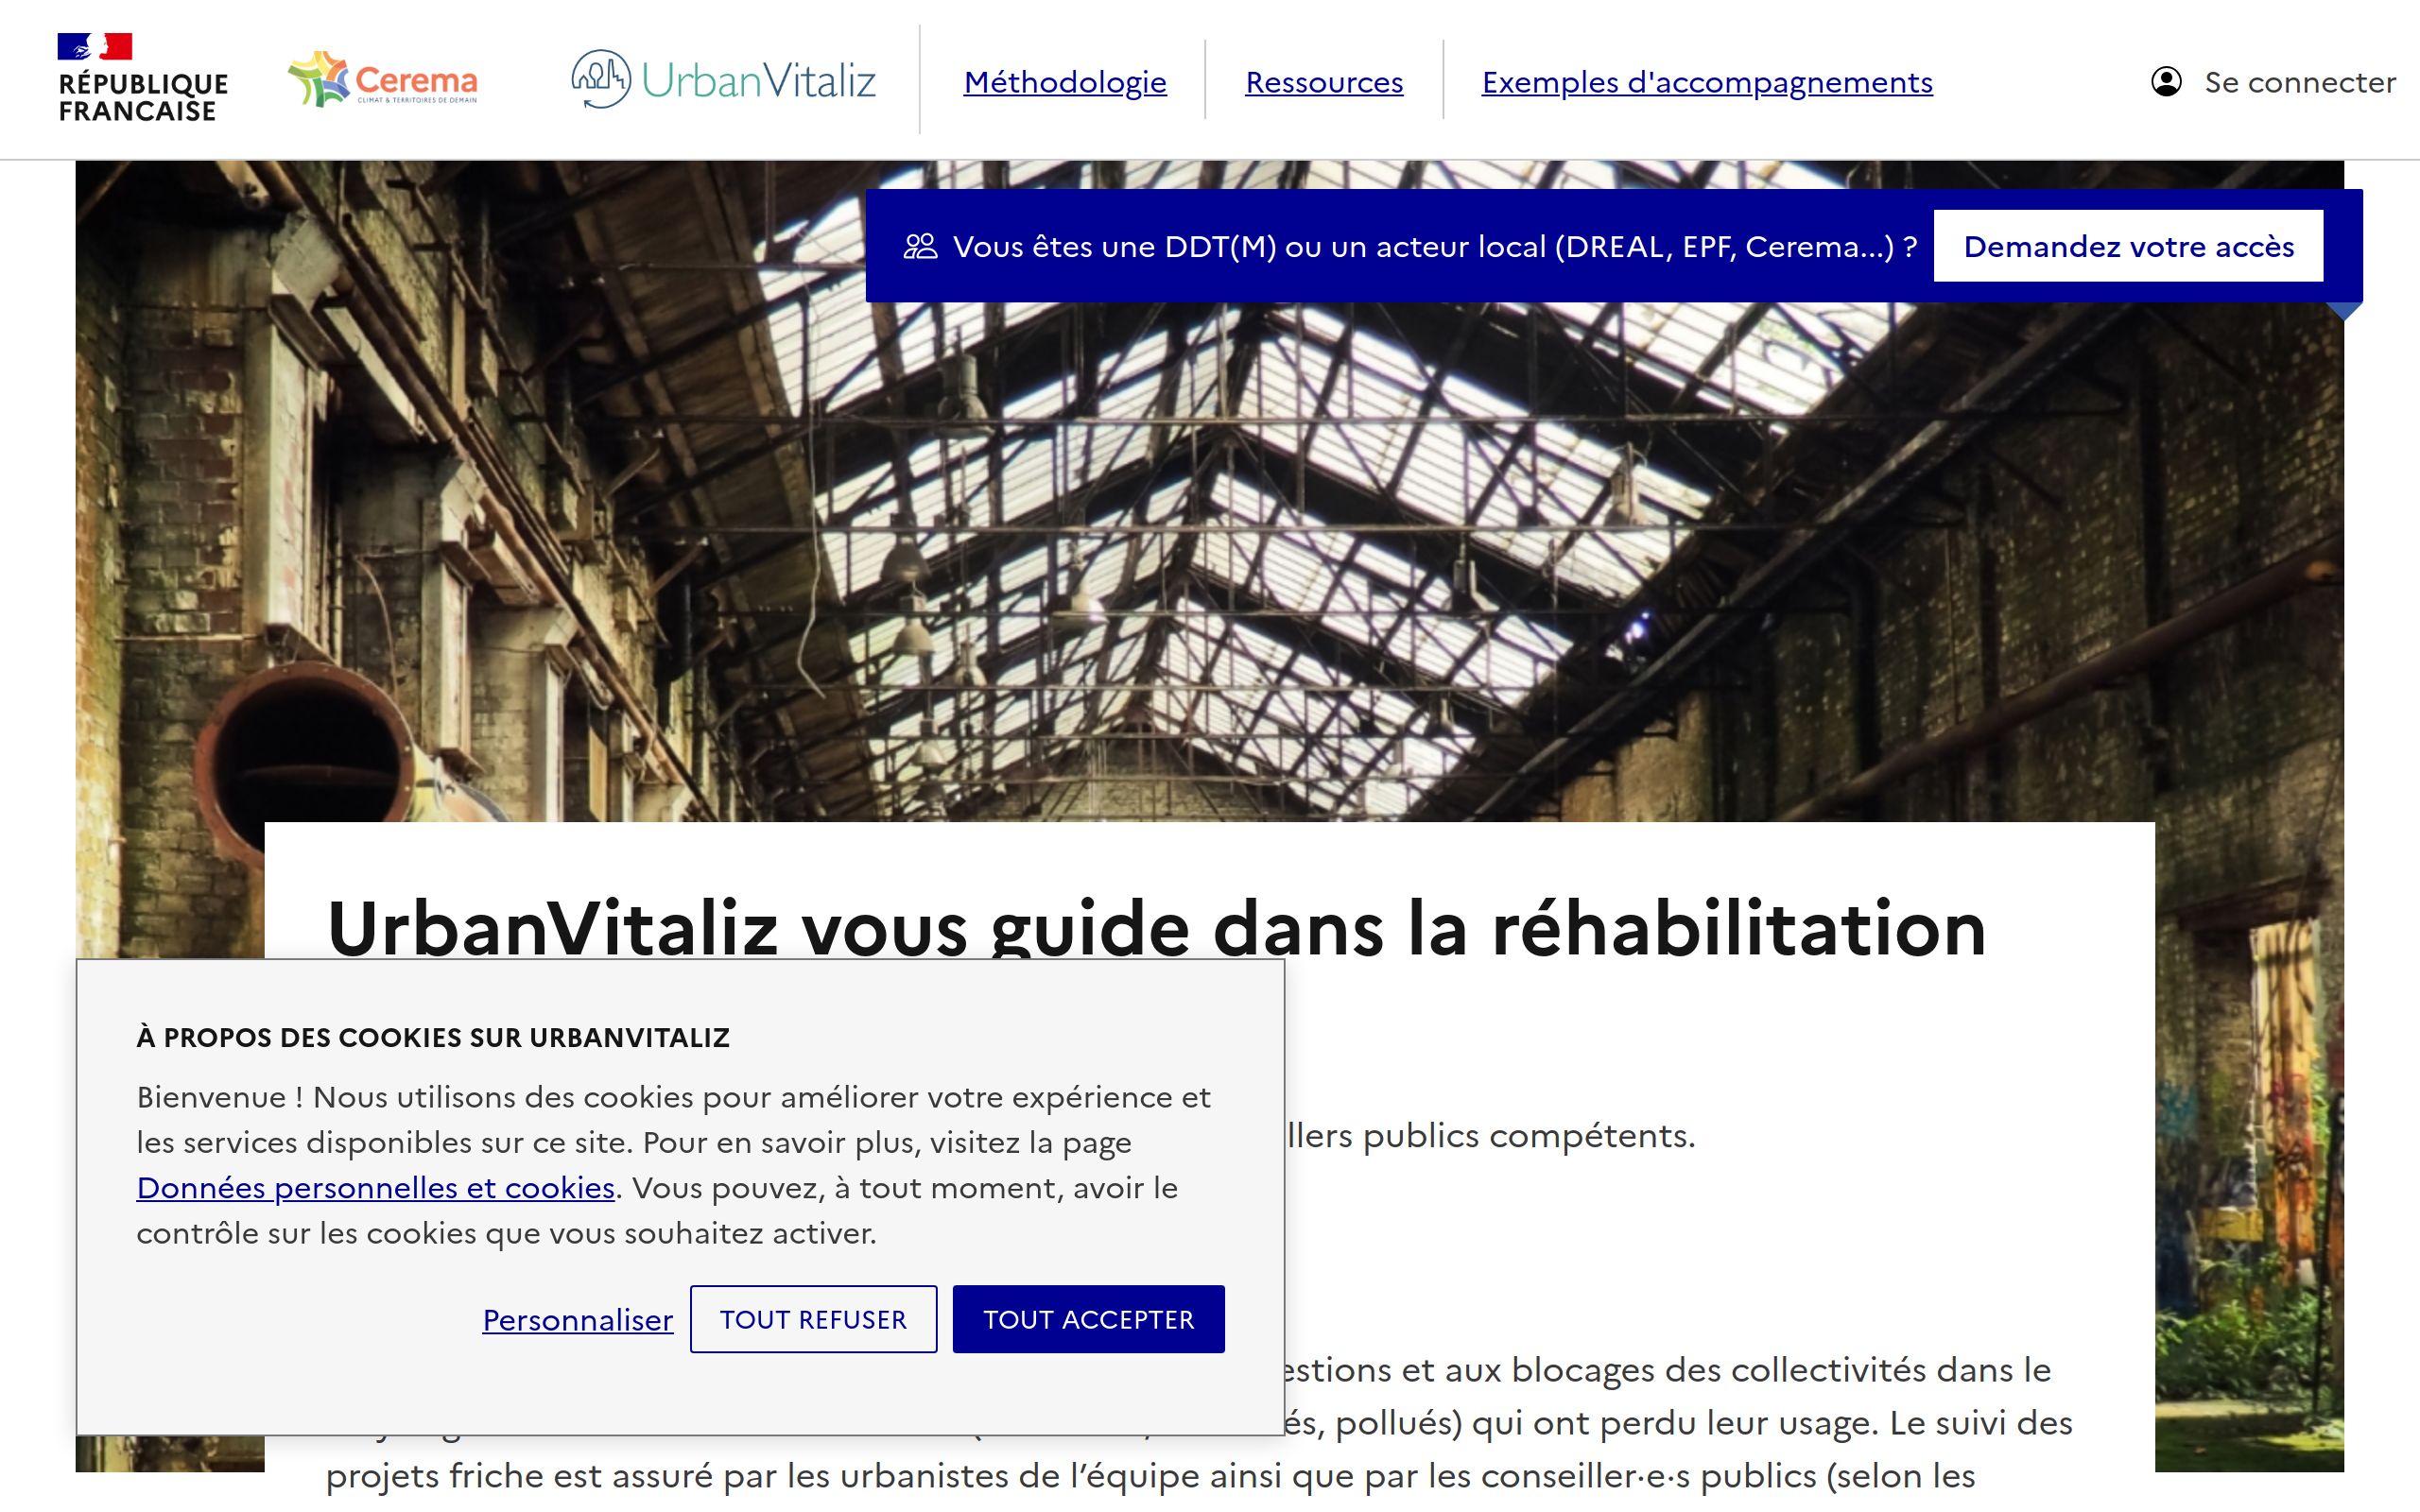 RÉPUBLIQUE
FRANCAISE
Cerema
CLIMAT & TERRITOIRES DE DEMAIN
UrbanVitaliz
Méthodologie
Ressources
Exemples d'accompagnements
Se connecter
Vous êtes une DDT(M) ou un acteur local (DREAL, EPF, Cerema...) ?
Demandez votre accès
UrbanVitaliz vous guide dans la réhabilitation
llers publics compétents.
À PROPOS DES COOKIES SUR URBANVITALIZ
Bienvenue ! Nous utilisons des cookies pour améliorer votre expérience et
les services disponibles sur ce site. Pour en savoir plus, visitez la page
Données personnelles et cookies. Vous pouvez, à tout moment, avoir le
contrôle sur les cookies que vous souhaitez activer.
Personnaliser
TOUT REFUSER
TOUT ACCEPTER
estions et aux blocages des collectivités dans le
és, pollués) qui ont perdu leur usage. Le suivi des
projets friche est assuré par les urbanistes de l’équipe ainsi que par les conseiller·e·s publics (selon les